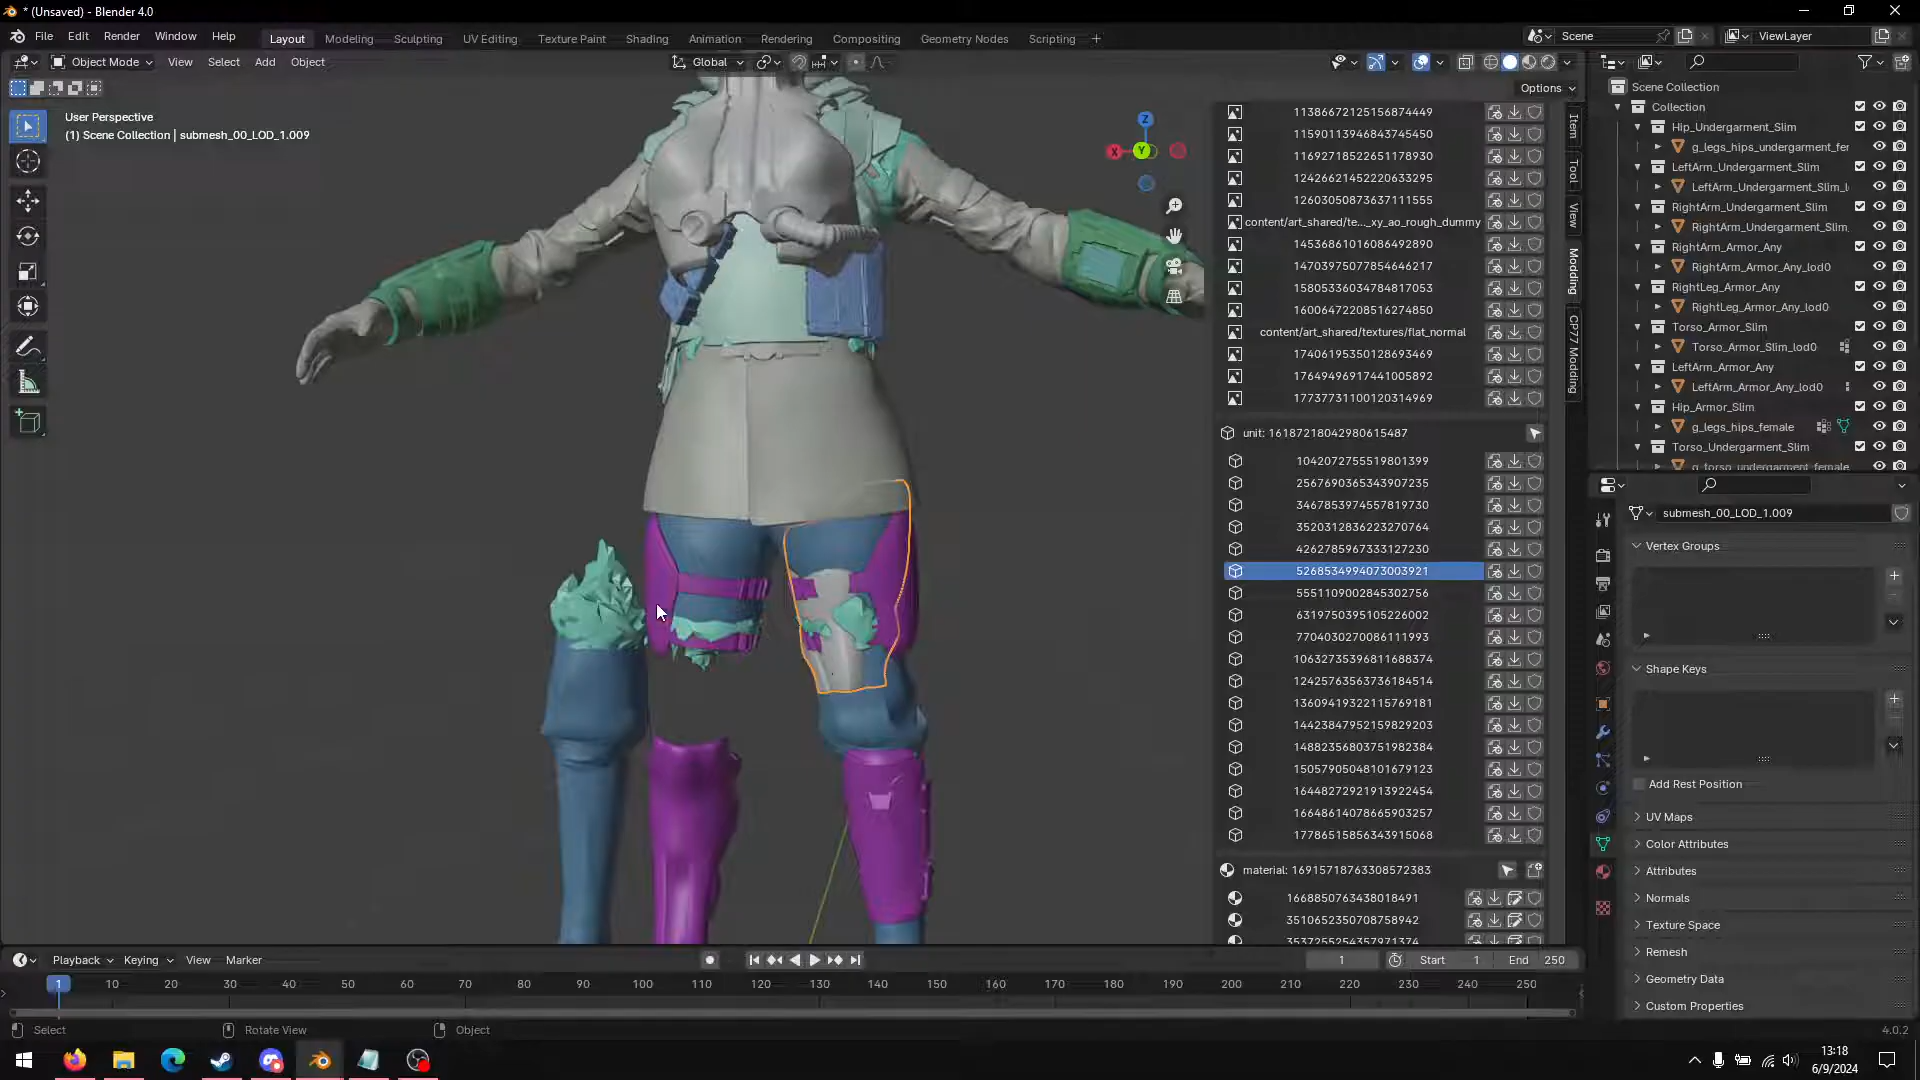 * (Unsaved) - Blender 4.0
File Edit Render Window Help
Layout Modeling Sculpting UV Editing Texture Paint Shading Animation Rendering Compositing Geometry Nodes Scripting +
Scene
ViewLayer
Object Mode View Select Add Object
Global
Options
User Perspective
(1) Scene Collection | submesh_00_LOD_1.009
Z
X
Y
Item
Tool
View
Modding
CP77 Modding
11386672125156874449
11590113946843745450
11692718522651178930
12426621452220633295
12603050873637111555
content/art_shared/te..._xy_ao_rough_dummy
14536861016086492890
14703975077854646217
15805336034784817053
16006472208516274850
content/art_shared/textures/flat_normal
17406195350128693469
17649496917441005892
17737731100120314969
unit: 16187218042980615487
1042072755519801399
2567690365343907235
3467853974557819730
3520312836223270764
4262785967333127230
5268534994073003921
5551109002845302756
6319750395105226002
7704030270086111993
10632735396811688374
12425763563736184514
13609419322115769181
14423847952159829203
14882356803751982384
15057905048101679123
16448272921913922454
16648614078665903257
17786515856343915068
material: 16915718763308572383
1668850763438018491
3510652350708758942
3537255254357971374
Scene Collection
Collection
Hip_Undergarment_Slim
g_legs_hips_undergarment_fer
LeftArm_Undergarment_Slim
LeftArm_Undergarment_Slim_l
RightArm_Undergarment_Slim
RightArm_Undergarment_Slim_
RightArm_Armor_Any
RightArm_Armor_Any_lod0
RightLeg_Armor_Any
RightLeg_Armor_Any_lod0
Torso_Armor_Slim
Torso_Armor_Slim_lod0
LeftArm_Armor_Any
LeftArm_Armor_Any_lod0
Hip_Armor_Slim
g_legs_hips_female
Torso_Undergarment_Slim
g_torso_undergarment_female
submesh_00_LOD_1.009
Vertex Groups
Shape Keys
Add Rest Position
UV Maps
Color Attributes
Attributes
Normals
Texture Space
Remesh
Geometry Data
Custom Properties
Playback Keying View Marker
1 Start 1 End 250
1 10 20 30 40 50 60 70 80 90 100 110 120 130 140 150 160 170 180 190 200 210 220 230 240 250
Select Rotate View Object
4.0.2
13:18
6/9/2024